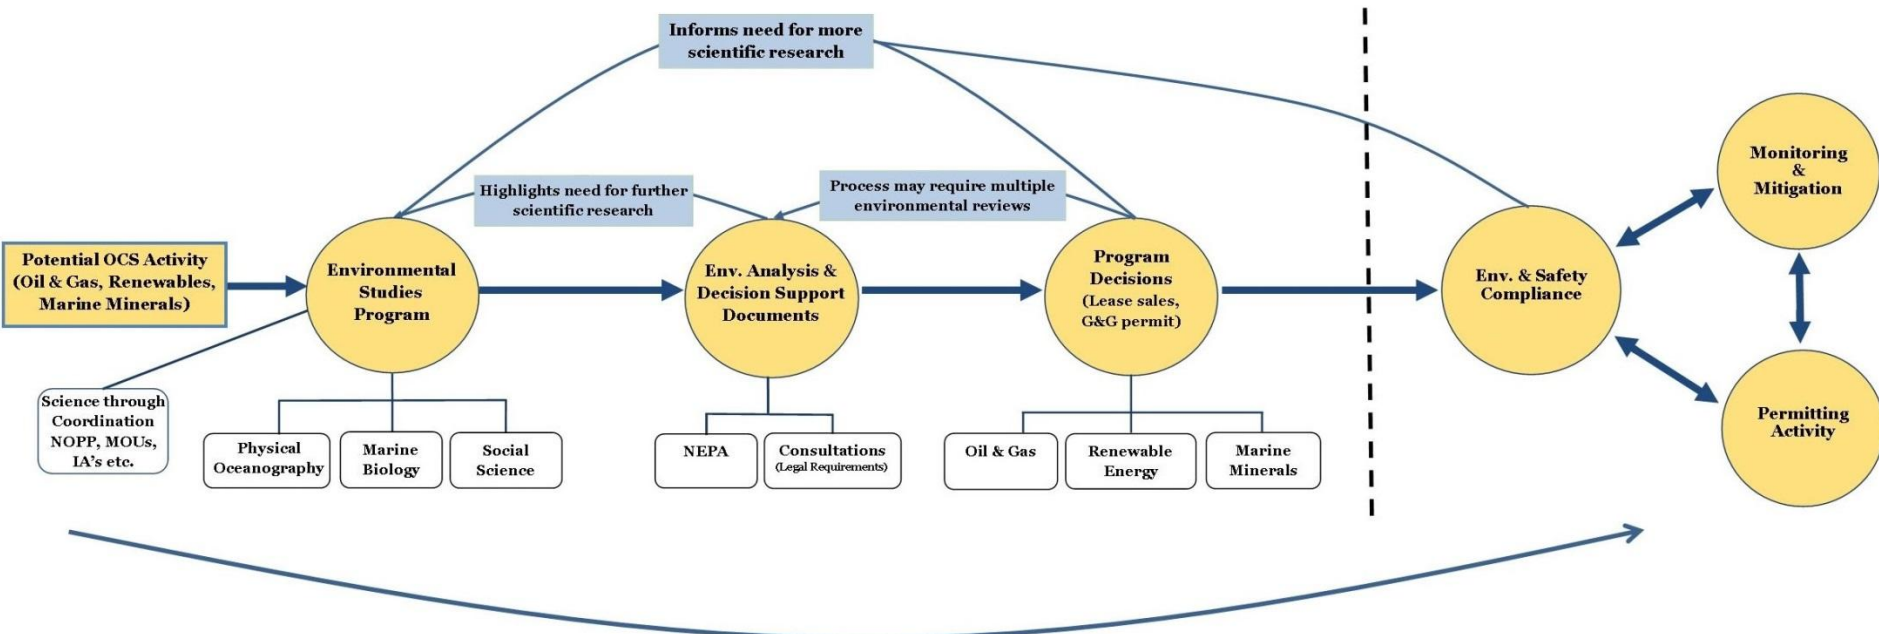 Informs need for more
scientific research
Highlights need for further
scientific research
Process may require multiple
environmental reviews
Potential OCS Activity
(Oil & Gas, Renewables,
Marine Minerals)
Environmental
Studies
Program
Env. Analysis &
Decision Support
Documents
Program
Decisions
(Lease sales,
G&G permit)
Env. & Safety
Compliance
Monitoring
&
Mitigation
Permitting
Activity
Science through
Coordination
NOPP, MOUs,
IA's etc.
Physical
Oceanography
Marine
Biology
Social
Science
NEPA
Consultations
(Legal Requirements)
Oil & Gas
Renewable
Energy
Marine
Minerals